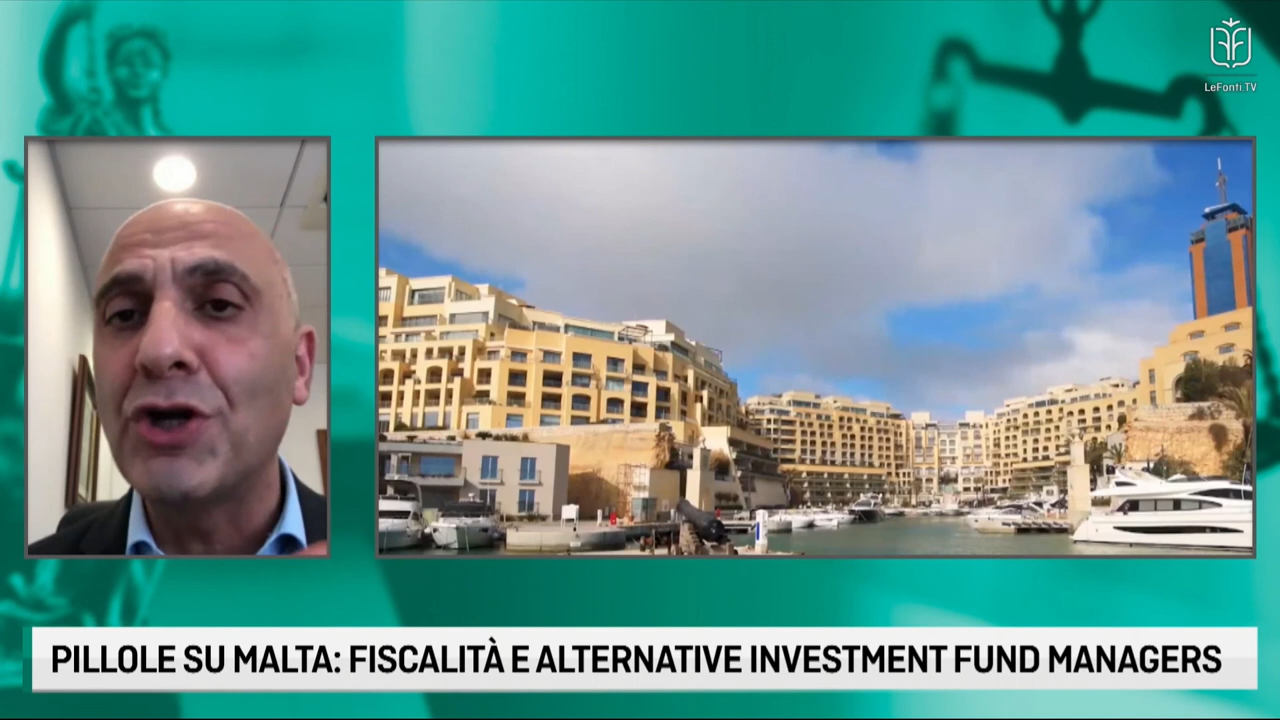 LeFonti.TV
PILLOLE SU MALTA: FISCALITÀ E ALTERNATIVE INVESTMENT FUND MANAGERS